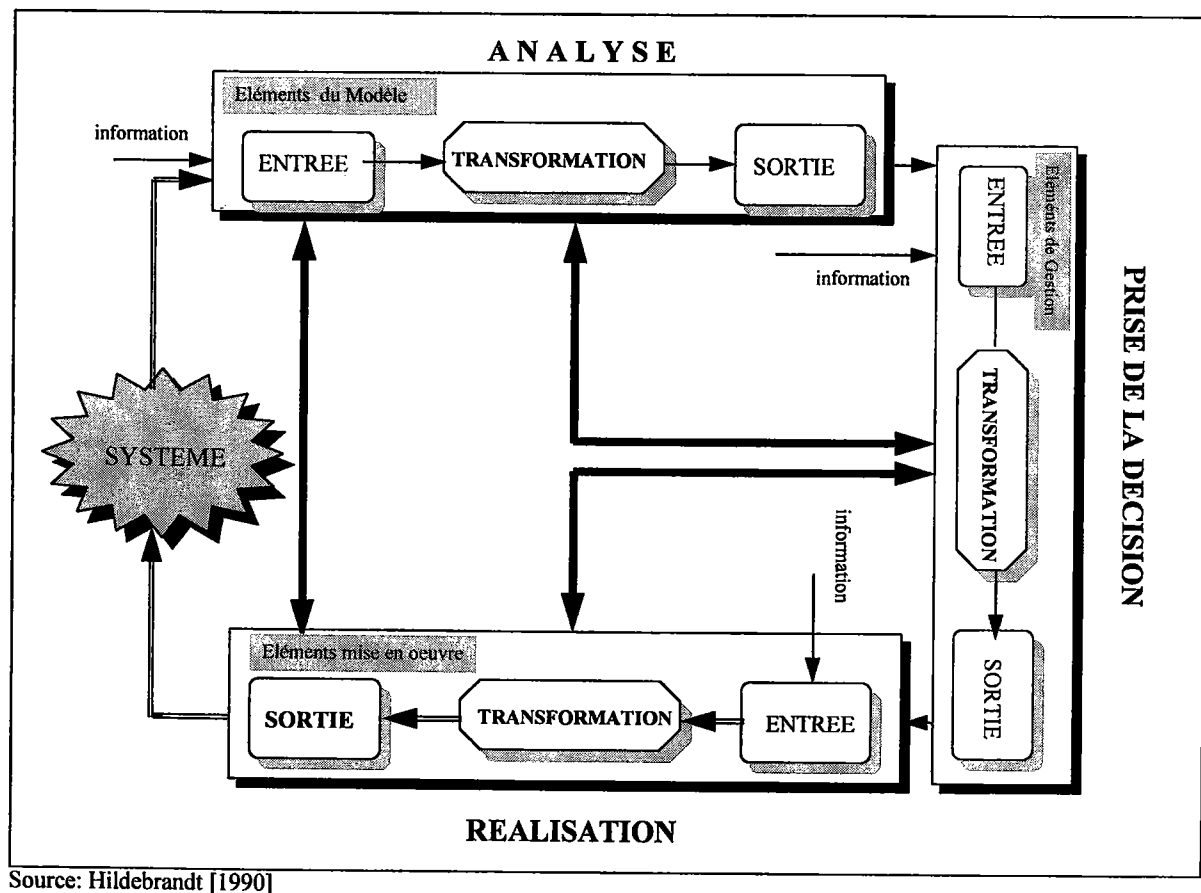 A N A L Y S E
Eléments du Modèle
information
ENTREE
TRANSFORMATION
SORTIE
ENTREE
Eléments de Gestion
information
TRANSFORMATION
SORTIE
PRISE DE LA DECISION
SYSTEME
information
Eléments mise en oeuvre
SORTIE
TRANSFORMATION
ENTREE
REALISATION
Source: Hildebrandt [1990]